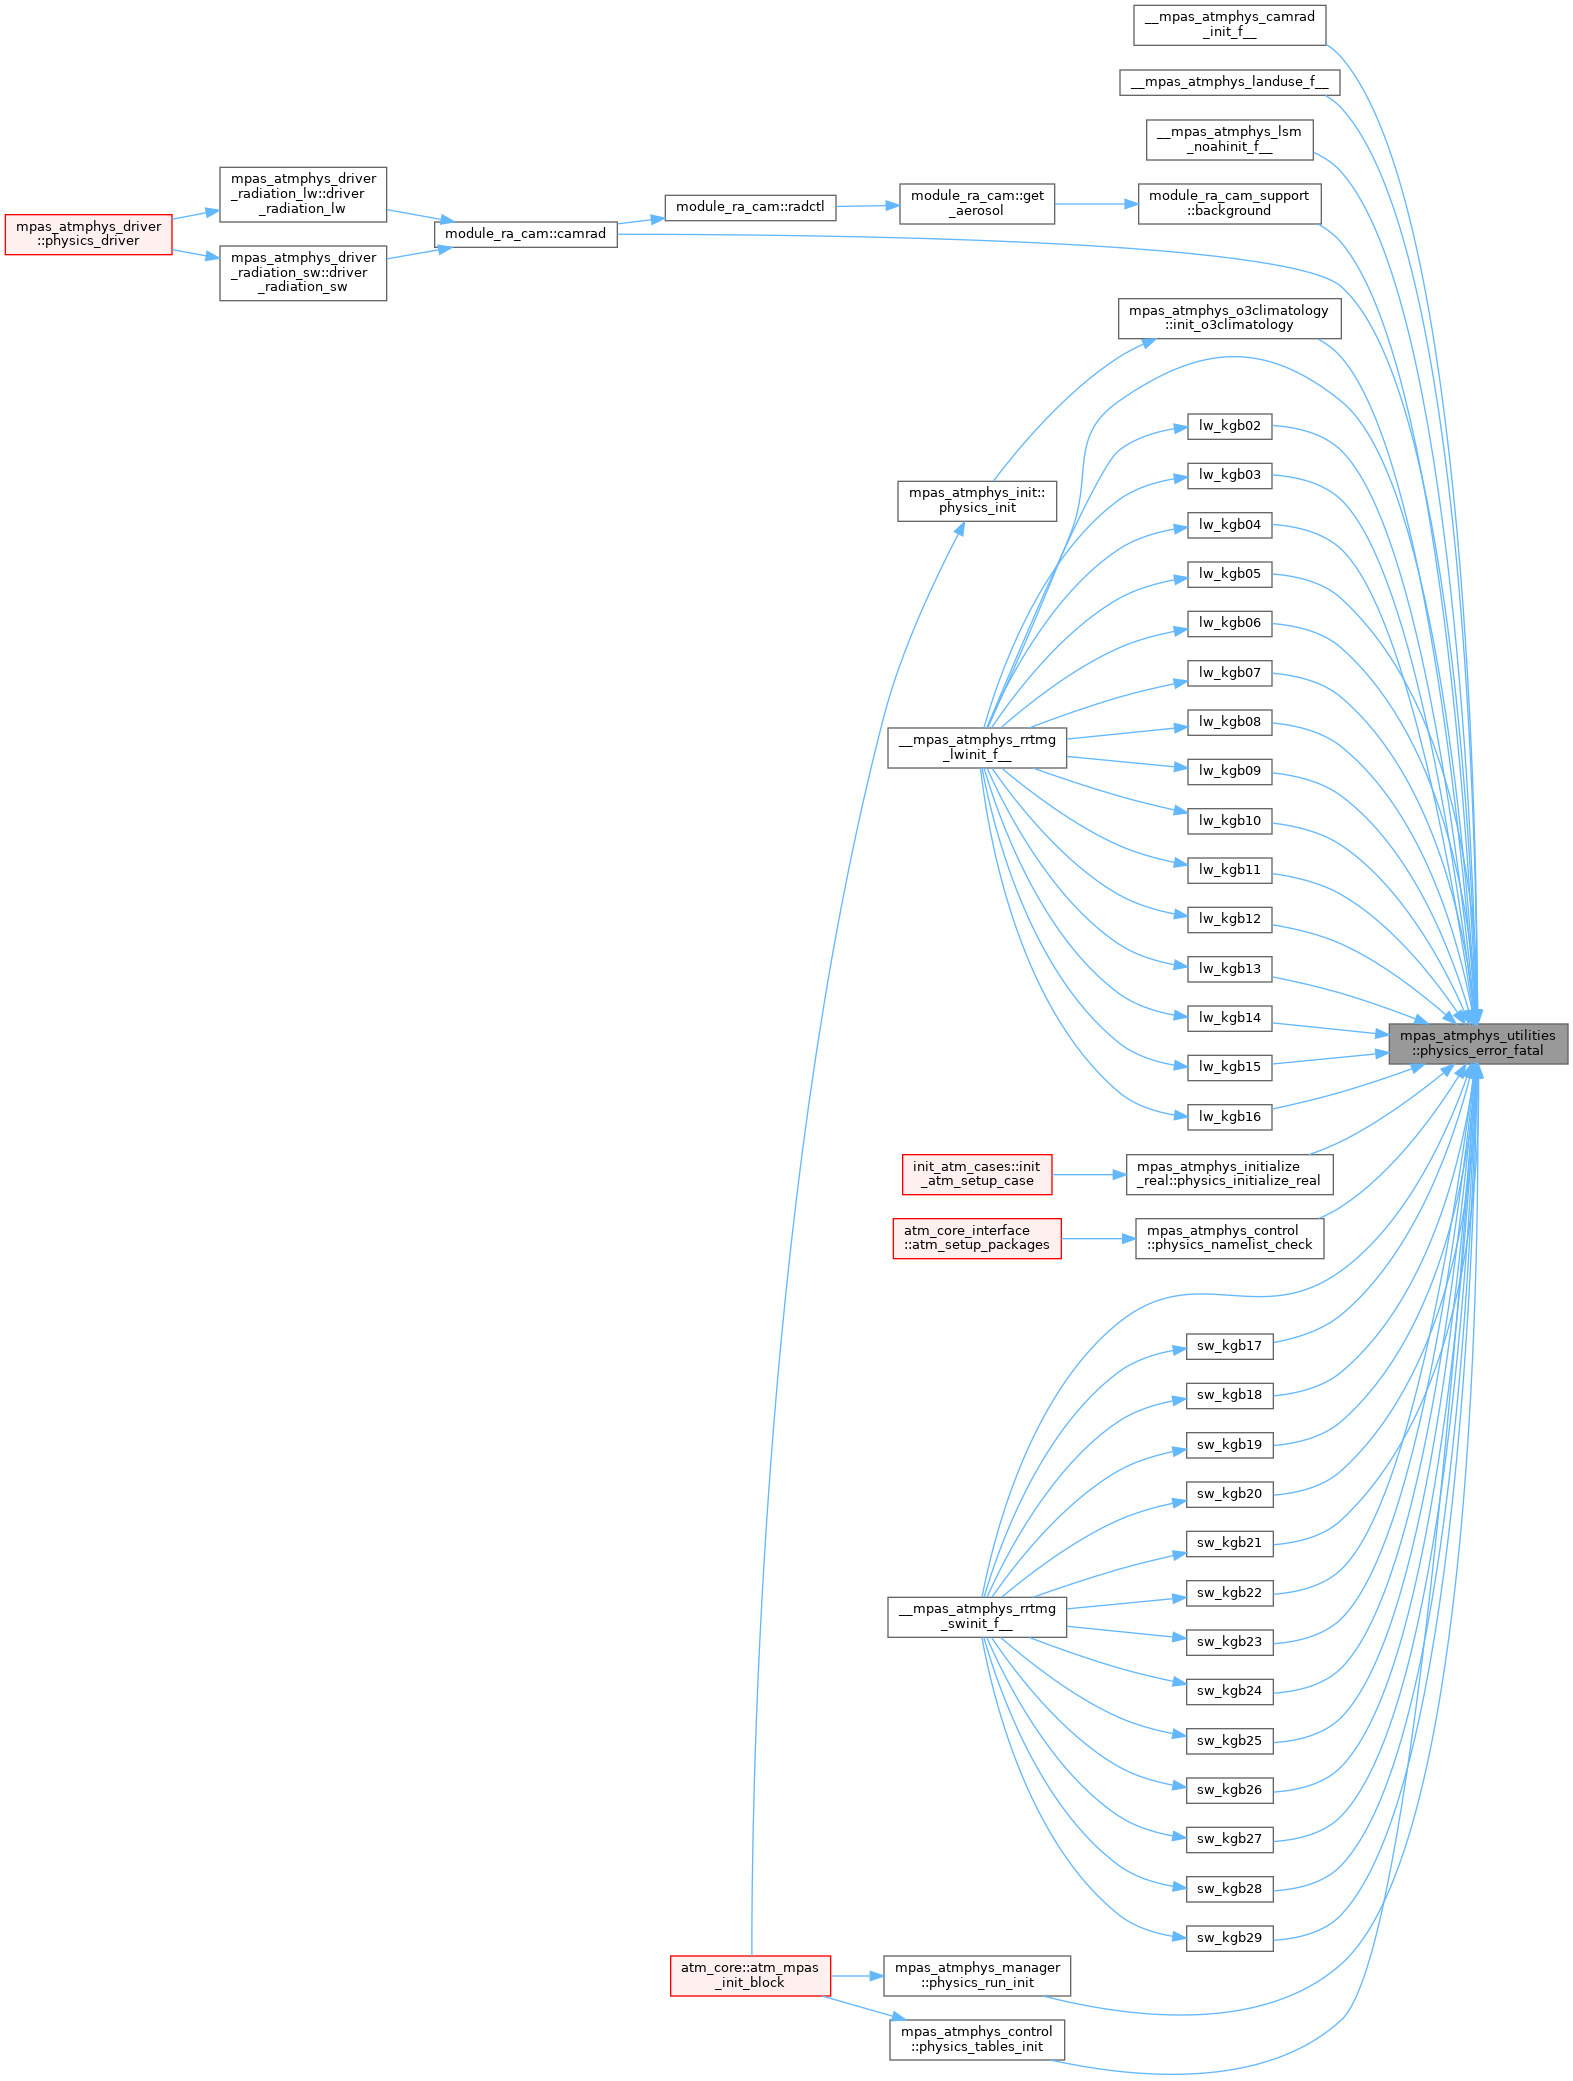 __mpas_atmphys_camrad
_init_f__
__mpas_atmphys_landuse_f__
__mpas_atmphys_lsm
_noahinit_f__
mpas_atmphys_driver
_radiation_lw::driver
_radiation_lw
module_ra_cam::radctl
module_ra_cam::get
_aerosol
module_ra_cam_support
::background
mpas_atmphys_driver
::physics_driver
module_ra_cam::camrad
mpas_atmphys_driver
_radiation_sw::driver
_radiation_sw
mpas_atmphys_o3climatology
::init_o3climatology
lw_kgb02
lw_kgb03
mpas_atmphys_init::
physics_init
lw_kgb04
lw_kgb05
lw_kgb06
lw_kgb07
lw_kgb08
__mpas_atmphys_rrtmg
_lwinit_f__
lw_kgb09
lw_kgb10
lw_kgb11
lw_kgb12
lw_kgb13
lw_kgb14
mpas_atmphys_utilities
::physics_error_fatal
lw_kgb15
lw_kgb16
init_atm_cases::init
_atm_setup_case
mpas_atmphys_initialize
_real::physics_initialize_real
atm_core_interface
::atm_setup_packages
mpas_atmphys_control
::physics_namelist_check
sw_kgb17
sw_kgb18
sw_kgb19
sw_kgb20
sw_kgb21
sw_kgb22
__mpas_atmphys_rrtmg
_swinit_f__
sw_kgb23
sw_kgb24
sw_kgb25
sw_kgb26
sw_kgb27
sw_kgb28
sw_kgb29
atm_core::atm_mpas
_init_block
mpas_atmphys_manager
::physics_run_init
mpas_atmphys_control
::physics_tables_init